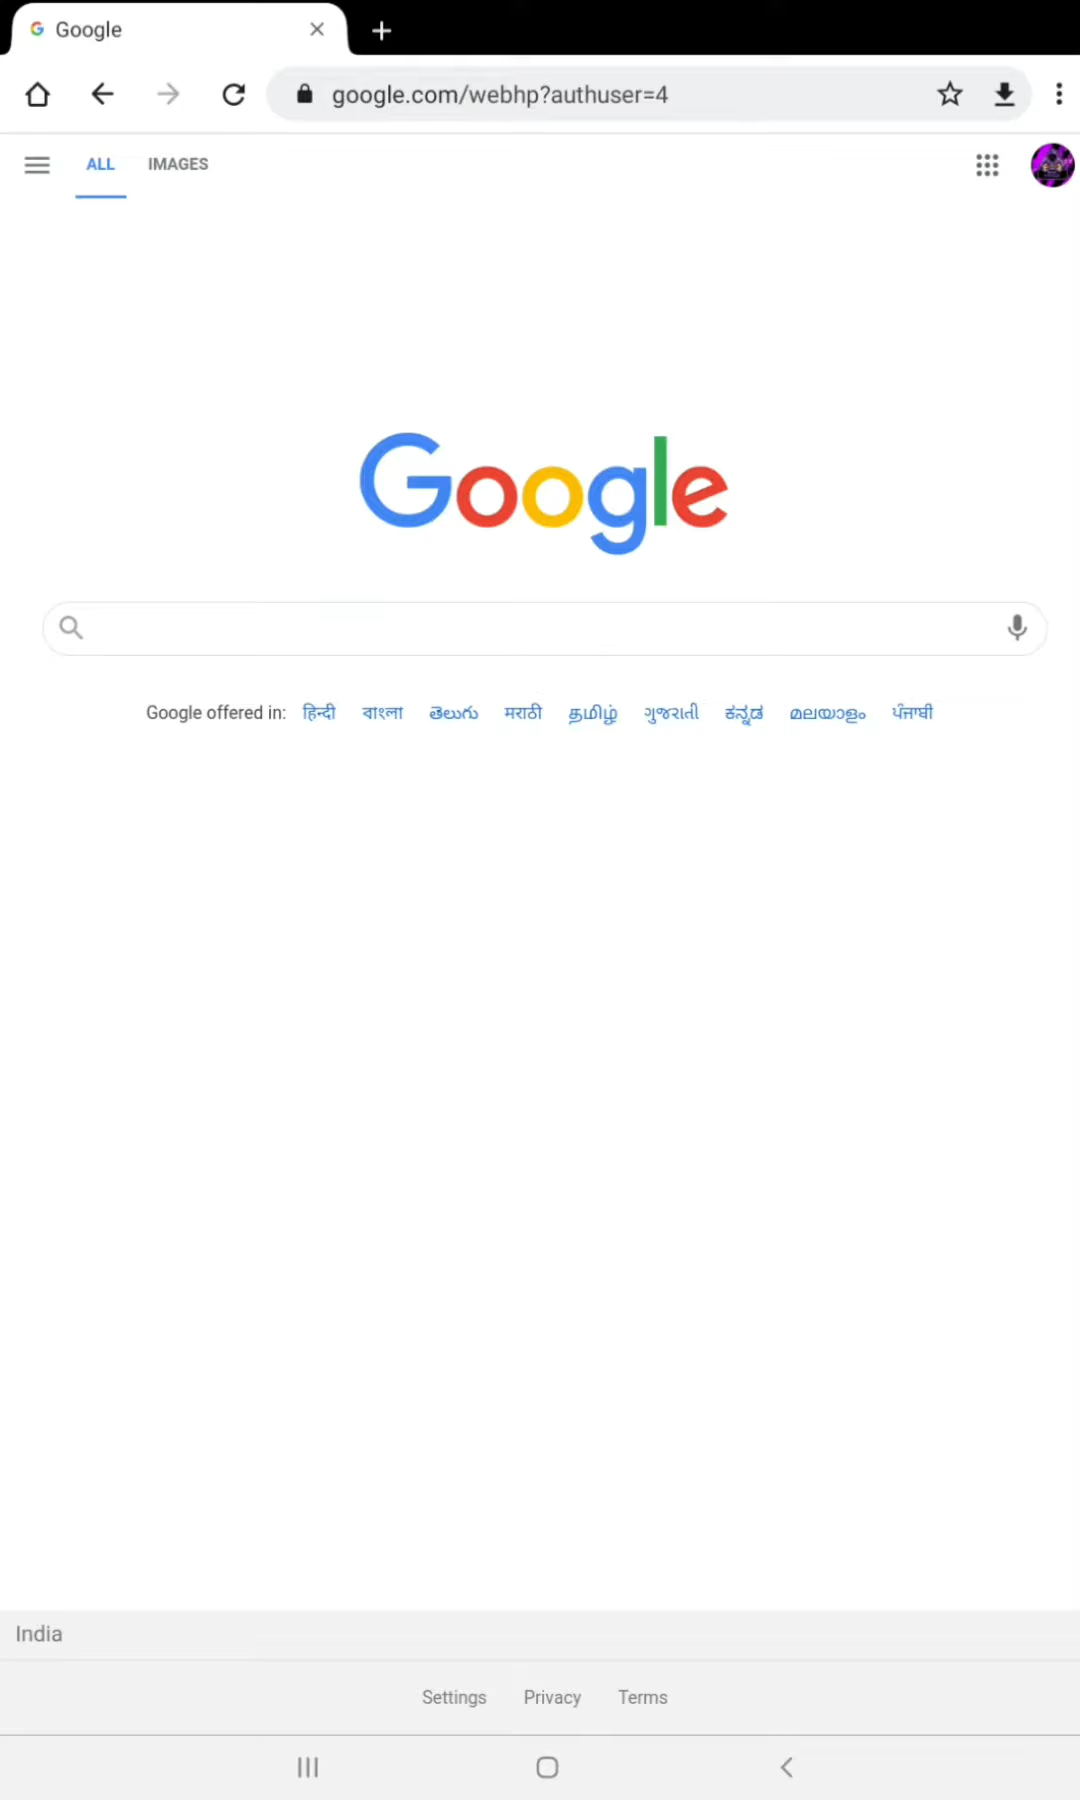 Google
google.com/webhp?authuser=4
ALL IMAGES
Google
Google offered in: हिन्दी বাংলা తెలుగు मराठी தமிழ் ગુજરાતી ಕನ್ನಡ മലയാളം ਪੰਜਾਬੀ
India
Settings Privacy Terms